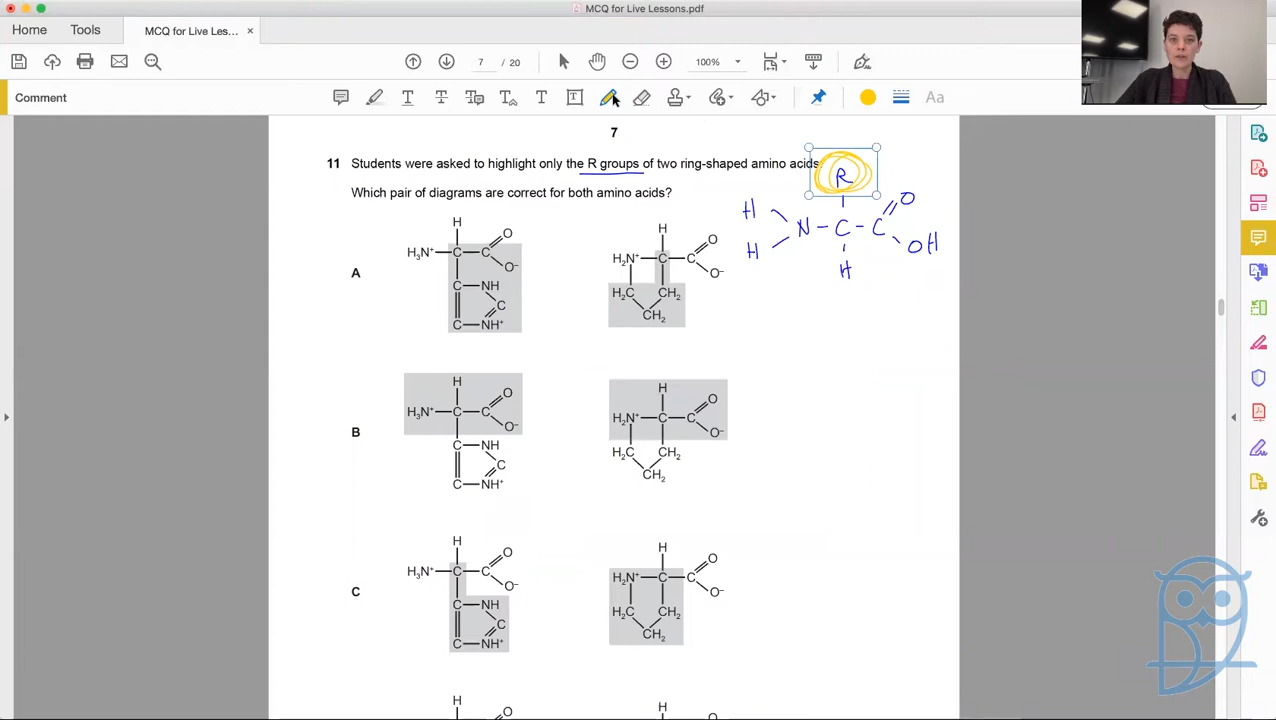 MCQ for Live Lessons.pdf
Home
Tools
MCQ for Live Les...
×
7 / 20
100%
Comment
Aa
7
11 Students were asked to highlight only the R groups of two ring-shaped amino acids
Which pair of diagrams are correct for both amino acids?
R
H
H
N – C – C
O
OH
H
A
H
H₃N⁺ C C
O
O⁻
C NH
C
C NH⁺
H
H₂N⁺ C C
O
O⁻
H₂C CH₂
CH₂
B
H
H₃N⁺ C C
O
O⁻
C NH
C
C NH⁺
H
H₂N⁺ C C
O
O⁻
H₂C CH₂
CH₂
C
H
H₃N⁺ C C
O
O⁻
C NH
C
C NH⁺
H
H₂N⁺ C C
O
O⁻
H₂C CH₂
CH₂
H
O
H
O